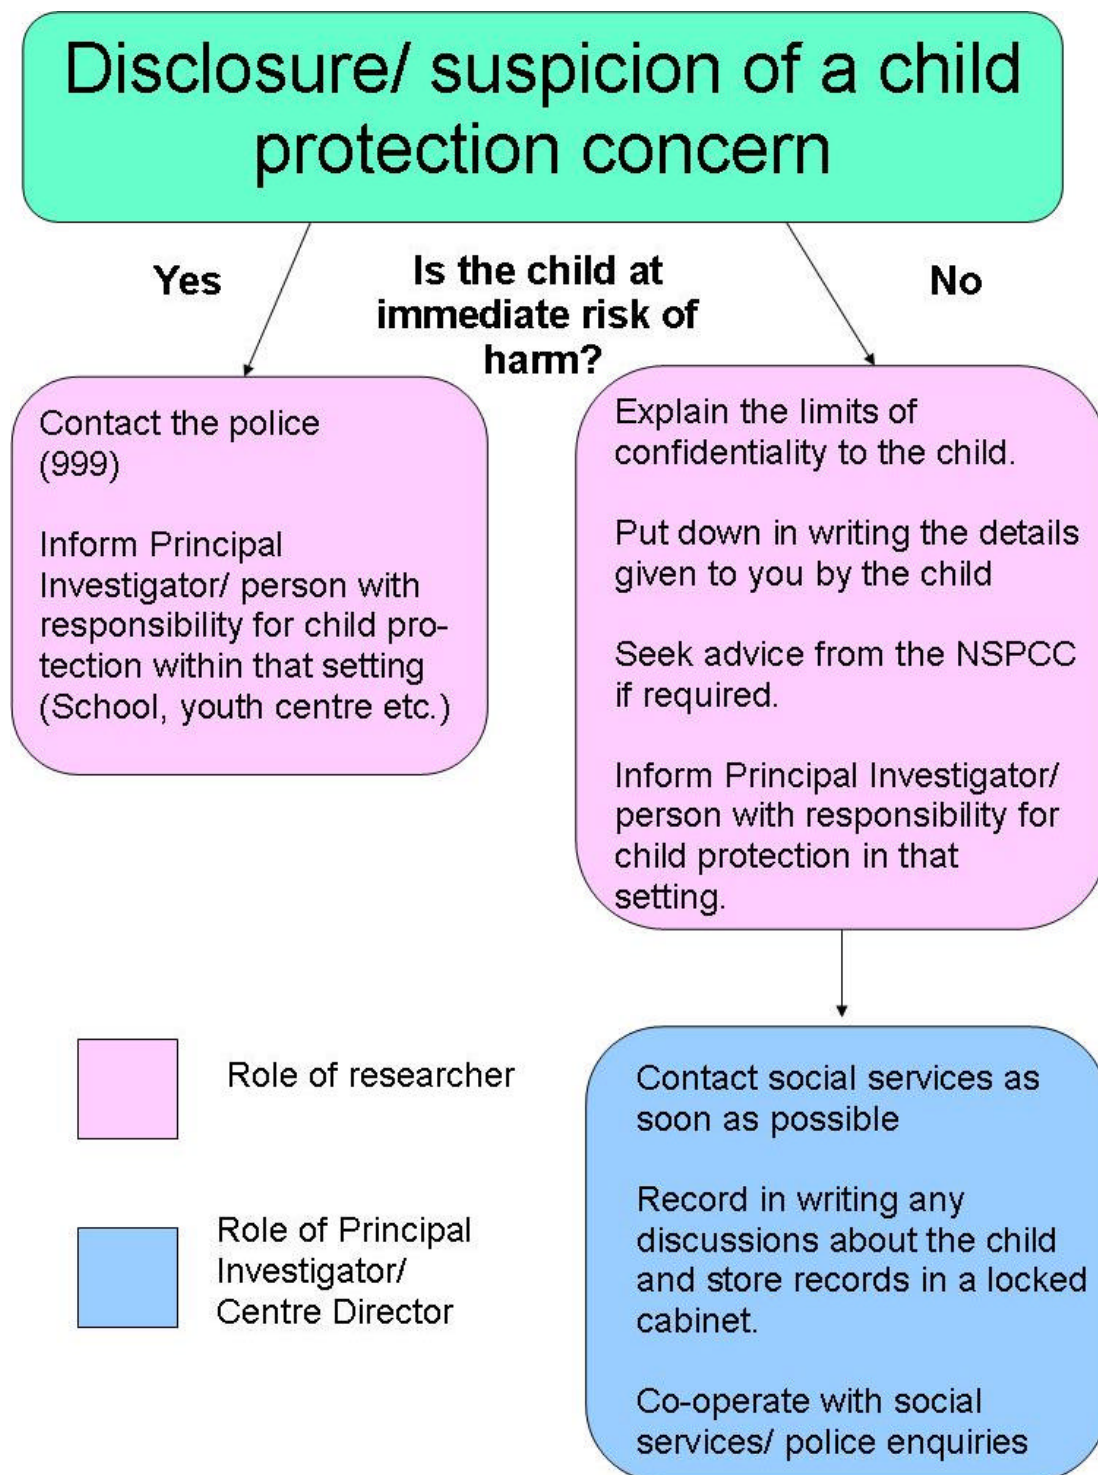 Disclosure/ suspicion of a child
protection concern
Yes
Is the child at
immediate risk of
harm?
No
Contact the police
(999)
Inform Principal
Investigator/ person with
responsibility for child pro-
tection within that setting
(School, youth centre etc.)
Explain the limits of
confidentiality to the child.
Put down in writing the details
given to you by the child
Seek advice from the NSPCC
if required.
Inform Principal Investigator/
person with responsibility for
child protection in that
setting.
Role of researcher
Role of Principal
Investigator/
Centre Director
Contact social services as
soon as possible
Record in writing any
discussions about the child
and store records in a locked
cabinet.
Co-operate with social
services/ police enquiries